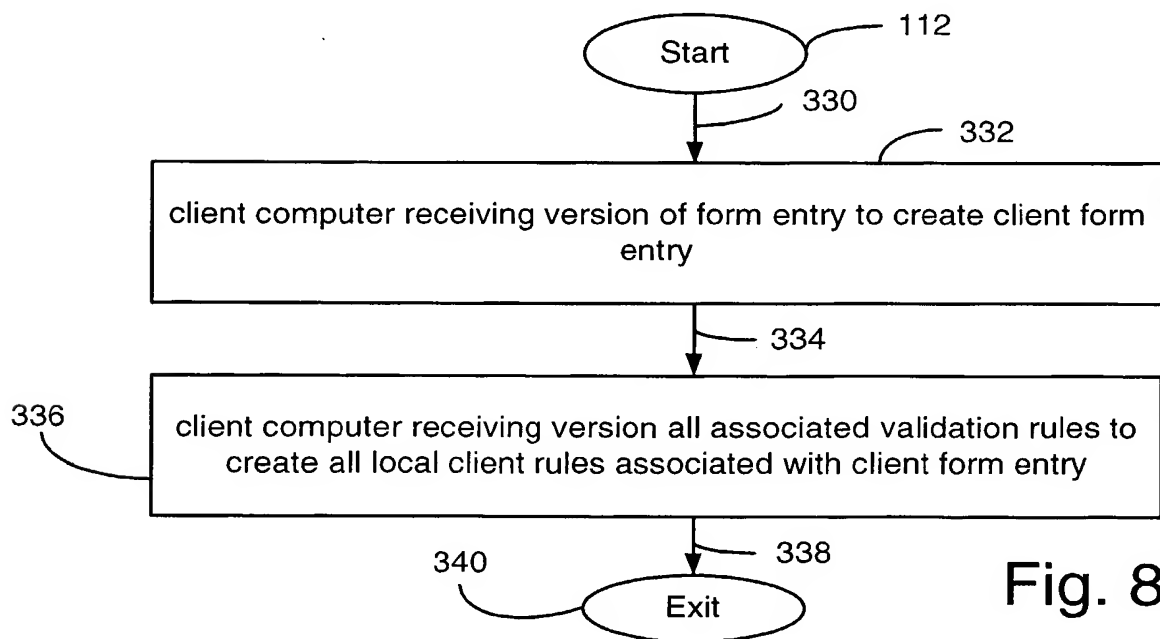 Start
112
330
332
client computer receiving version of form entry to create client form
entry
334
336
client computer receiving version all associated validation rules to
create all local client rules associated with client form entry
338
340
Exit
Fig. 8